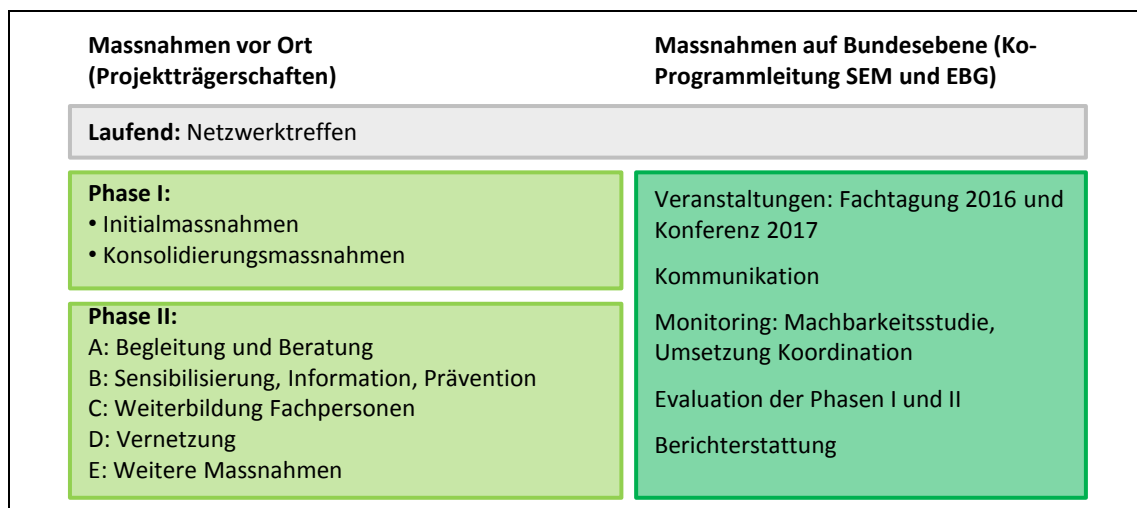 Massnahmen vor Ort
(Projektträgerschaften)
Massnahmen auf Bundesebene (Ko-
Programmleitung SEM und EBG)
Laufend: Netzwerktreffen
Phase I:
• Initialmassnahmen
• Konsolidierungsmassnahmen
Phase II:
A: Begleitung und Beratung
B: Sensibilisierung, Information, Prävention
C: Weiterbildung Fachpersonen
D: Vernetzung
E: Weitere Massnahmen
Veranstaltungen: Fachtagung 2016 und
Konferenz 2017
Kommunikation
Monitoring: Machbarkeitsstudie,
Umsetzung Koordination
Evaluation der Phasen I und II
Berichterstattung